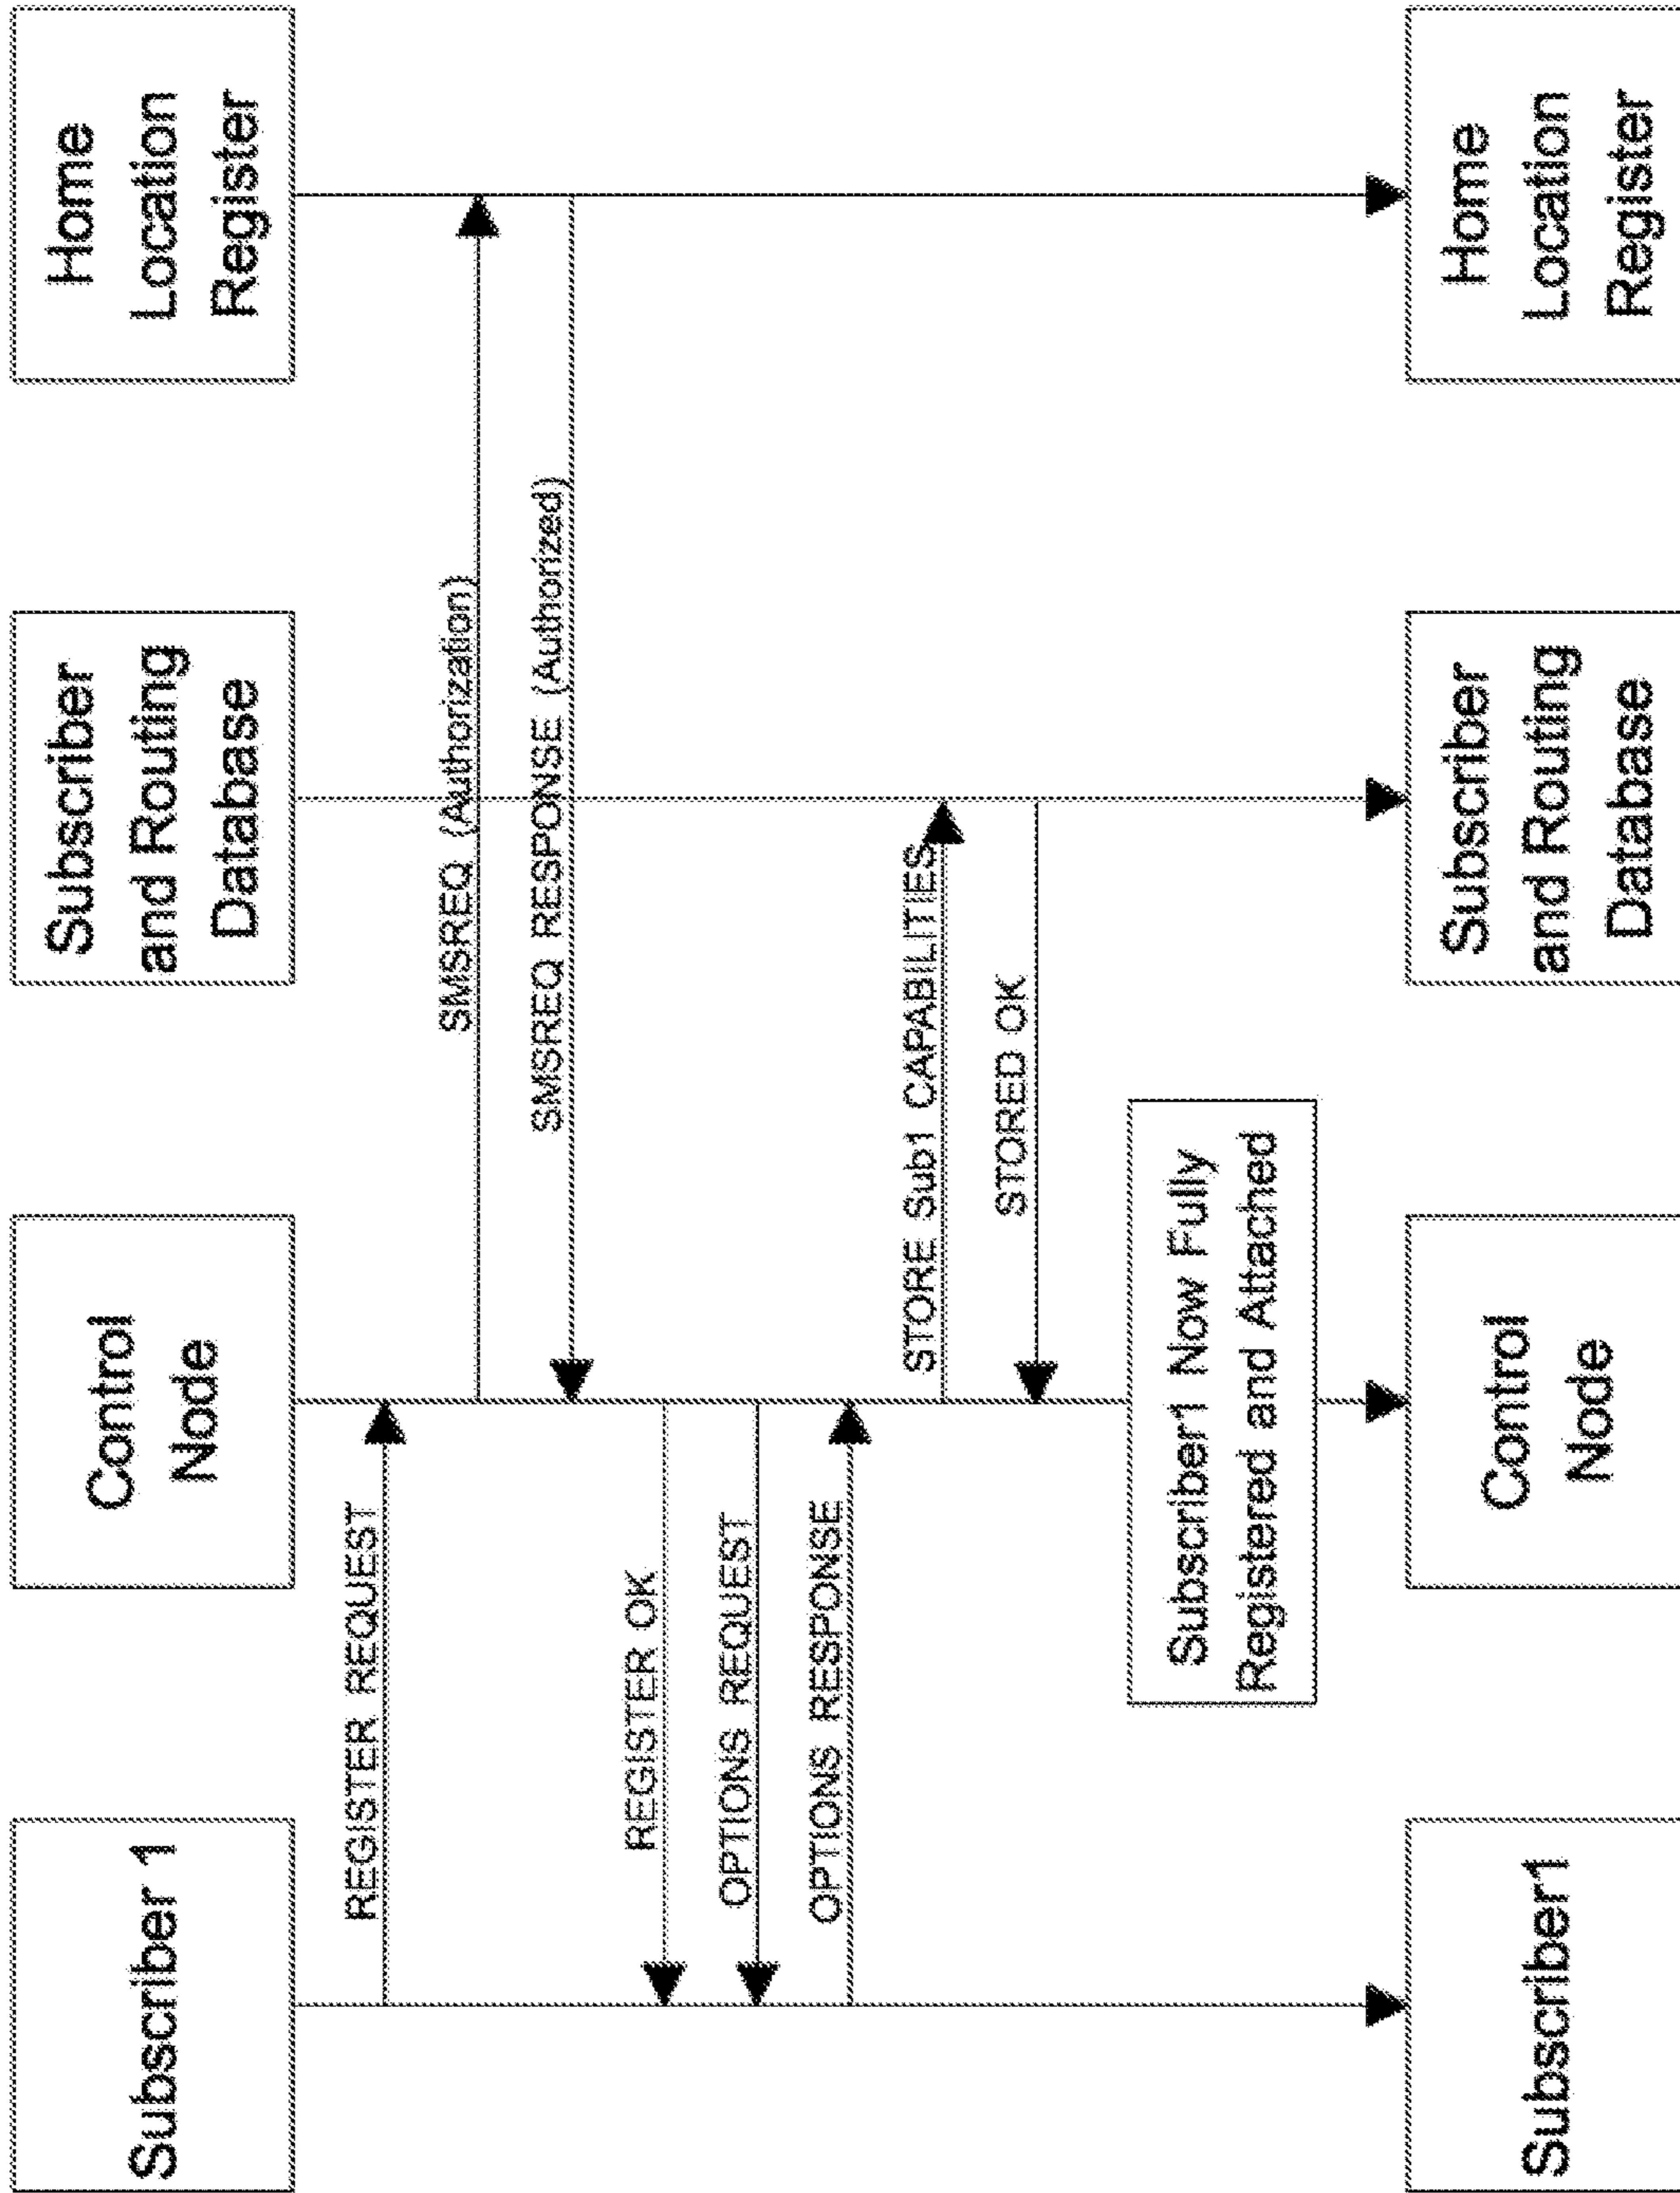 Subscriber 1
Control
Node
Subscriber
and Routing
Database
Home
Location
Register
REGISTER REQUEST
SMSREQ (Authorization)
SMSREQ RESPONSE (Authorized)
REGISTER OK
OPTIONS REQUEST
OPTIONS RESPONSE
STORE Sub1 CAPABILITIES
STORED OK
Subscriber1 Now Fully
Registered and Attached
Subscriber1
Control
Node
Subscriber
and Routing
Database
Home
Location
Register